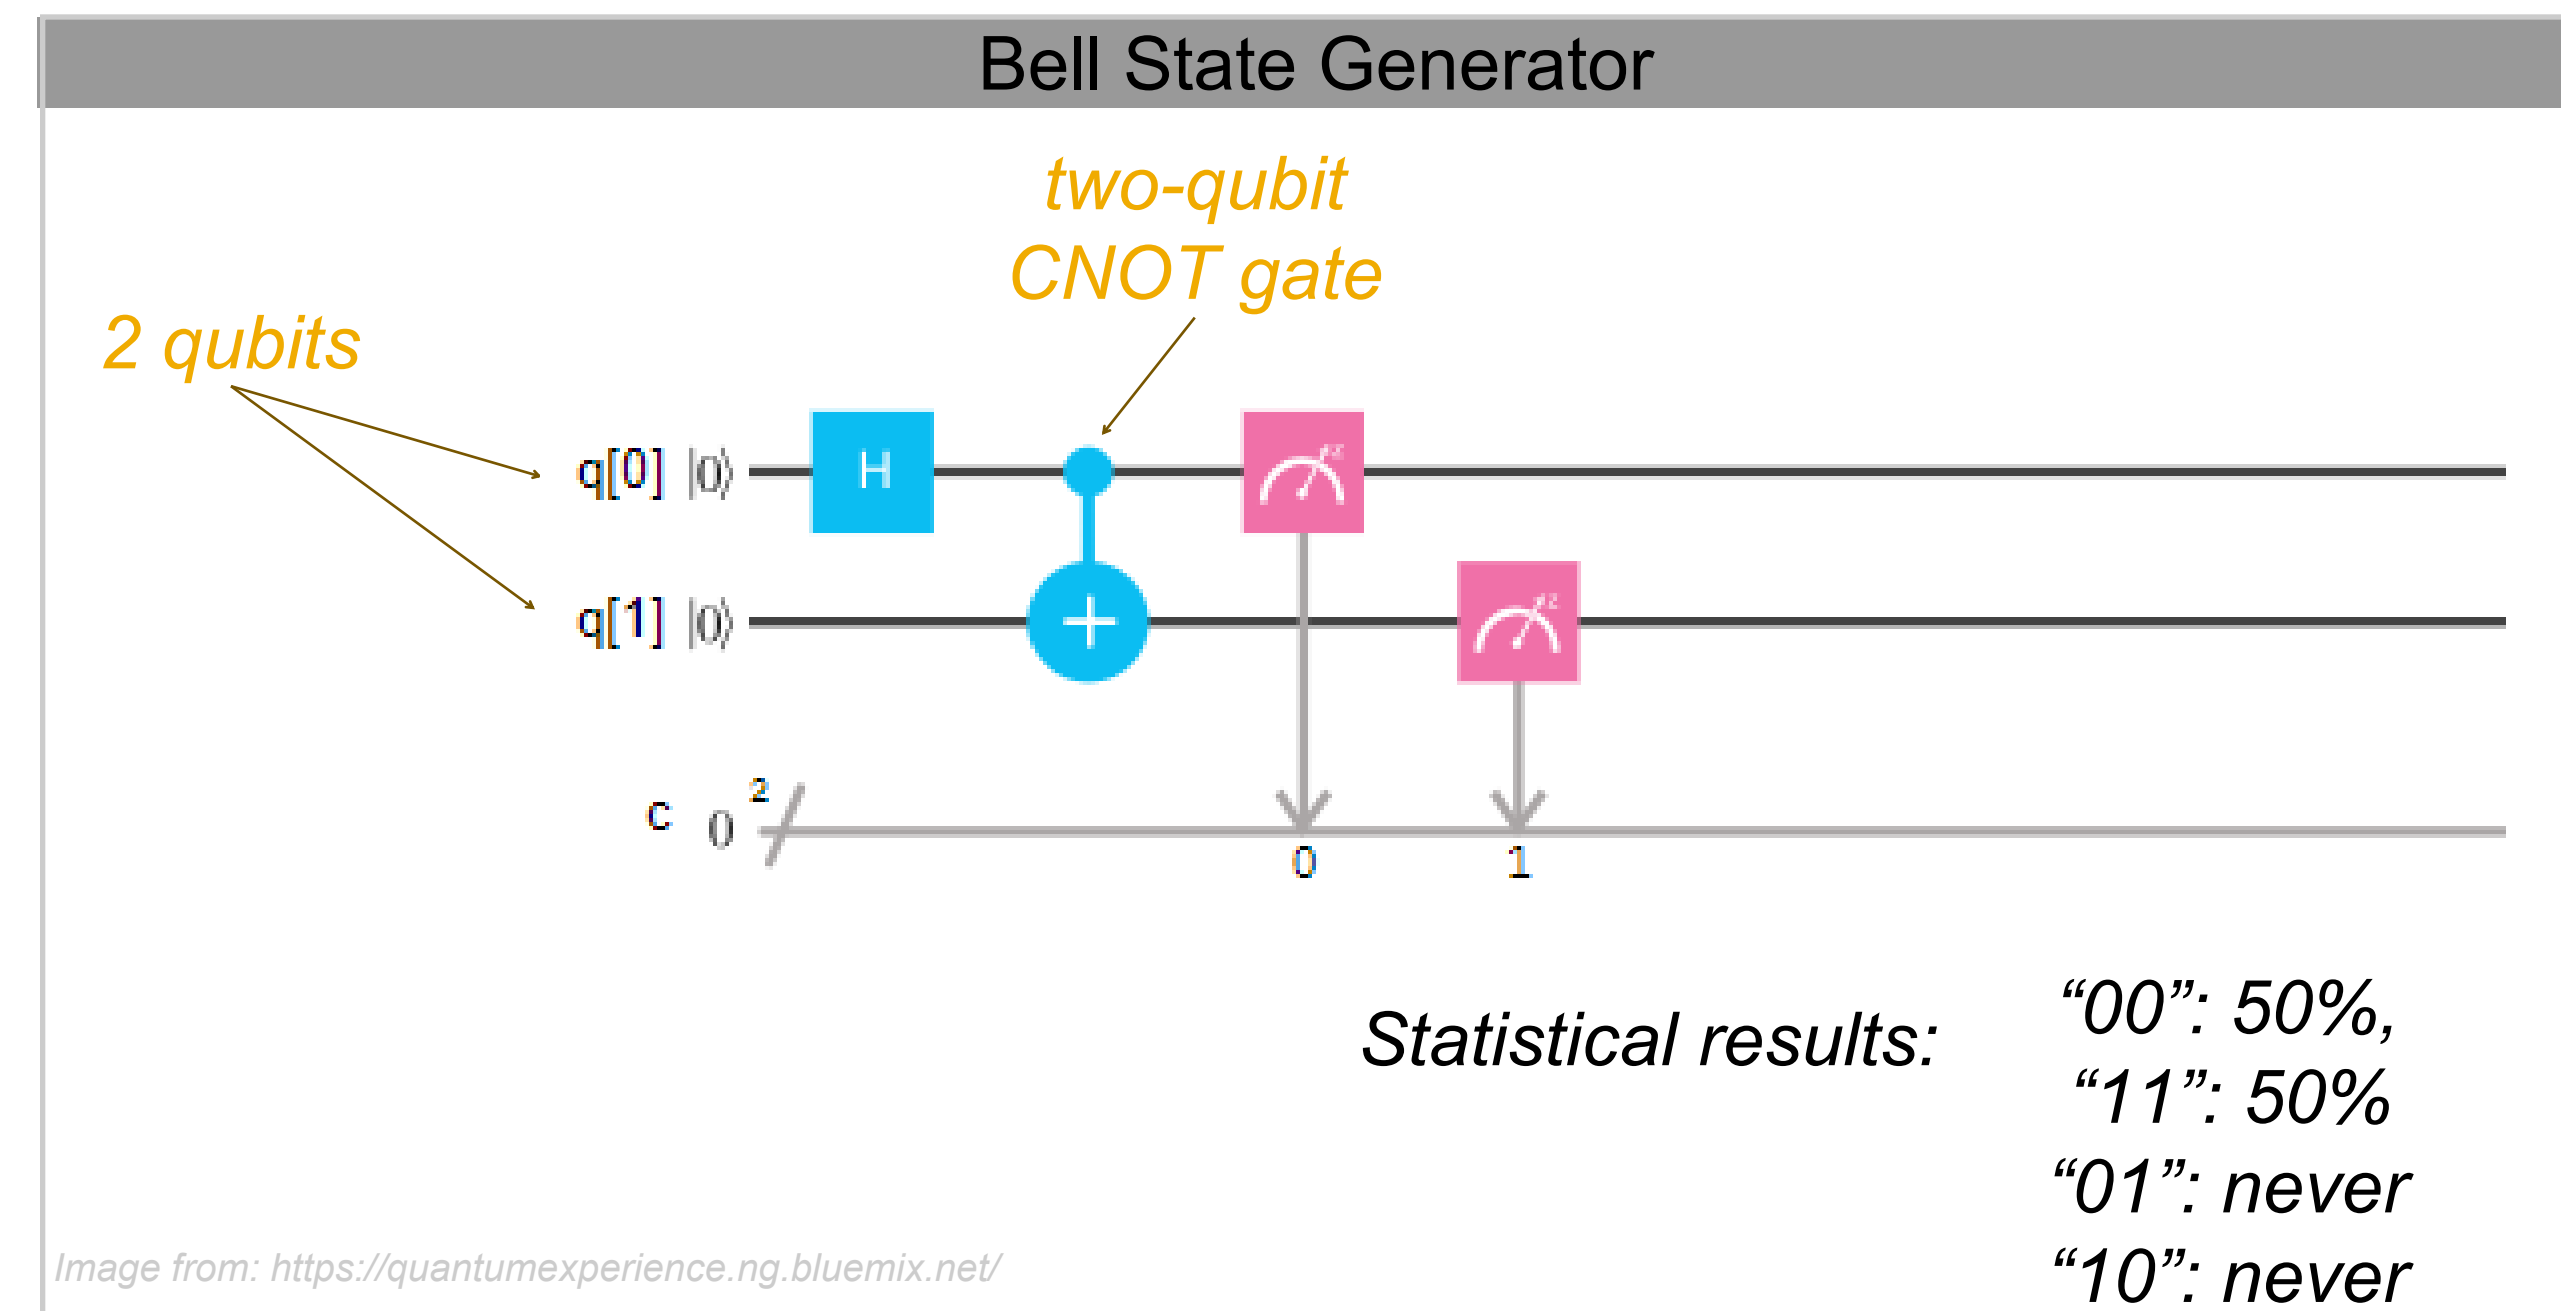 Bell State Generator
two-qubit
CNOT gate
2 qubits
q[0] |0⟩
H
z
q[1] |0⟩
z
c 0 2
0 1
Statistical results:
“00”: 50%,
“11”: 50%
“01”: never
“10”: never
Image from: https://quantumexperience.ng.bluemix.net/